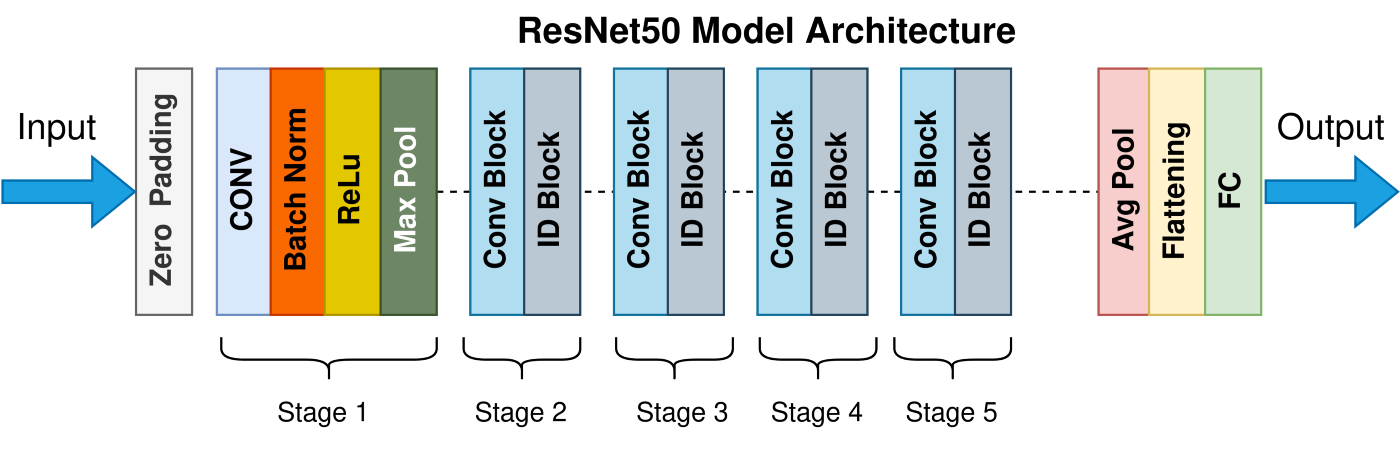 ResNet50 Model Architecture
Input
Zero Padding
CONV
Batch Norm
ReLu
Max Pool
Conv Block
ID Block
Conv Block
ID Block
Conv Block
ID Block
Conv Block
ID Block
Avg Pool
Flattening
FC
Output
Stage 1
Stage 2
Stage 3
Stage 4
Stage 5